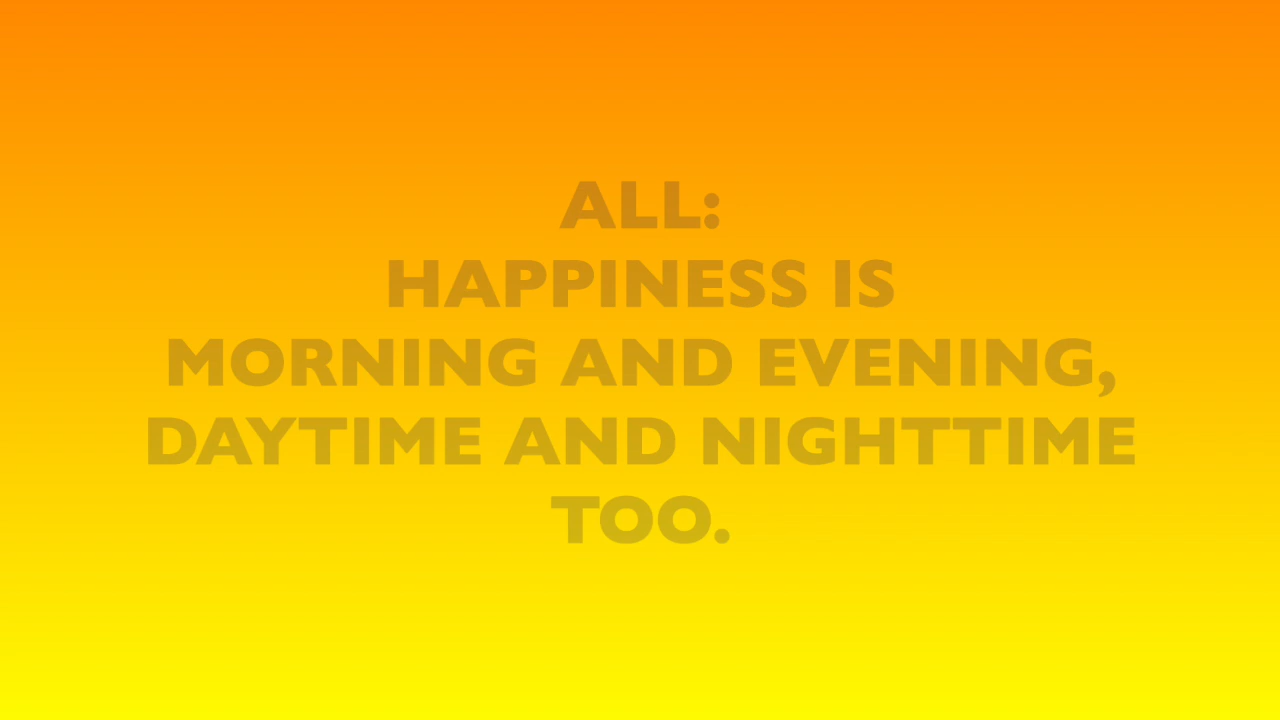 ALL:
HAPPINESS IS
MORNING AND EVENING,
DAYTIME AND NIGHTTIME
TOO.